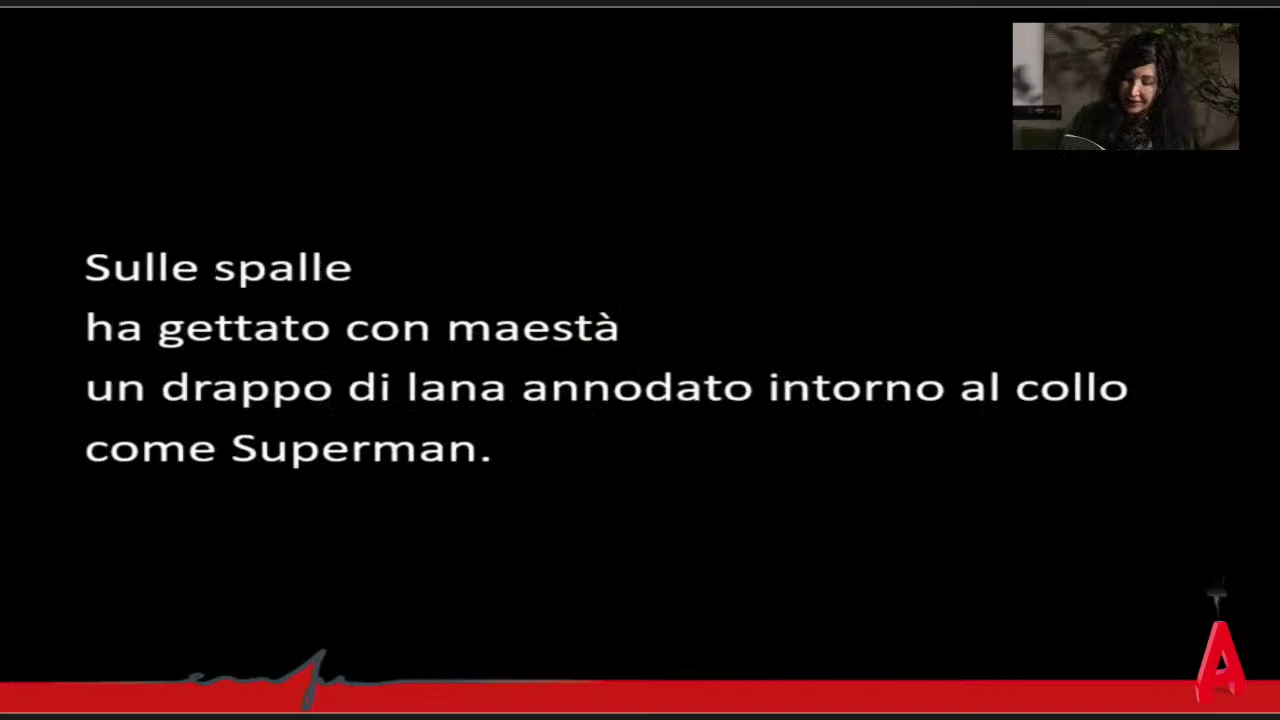 Sulle spalle
ha gettato con maestà
un drappo di lana annodato intorno al collo
come Superman.
A